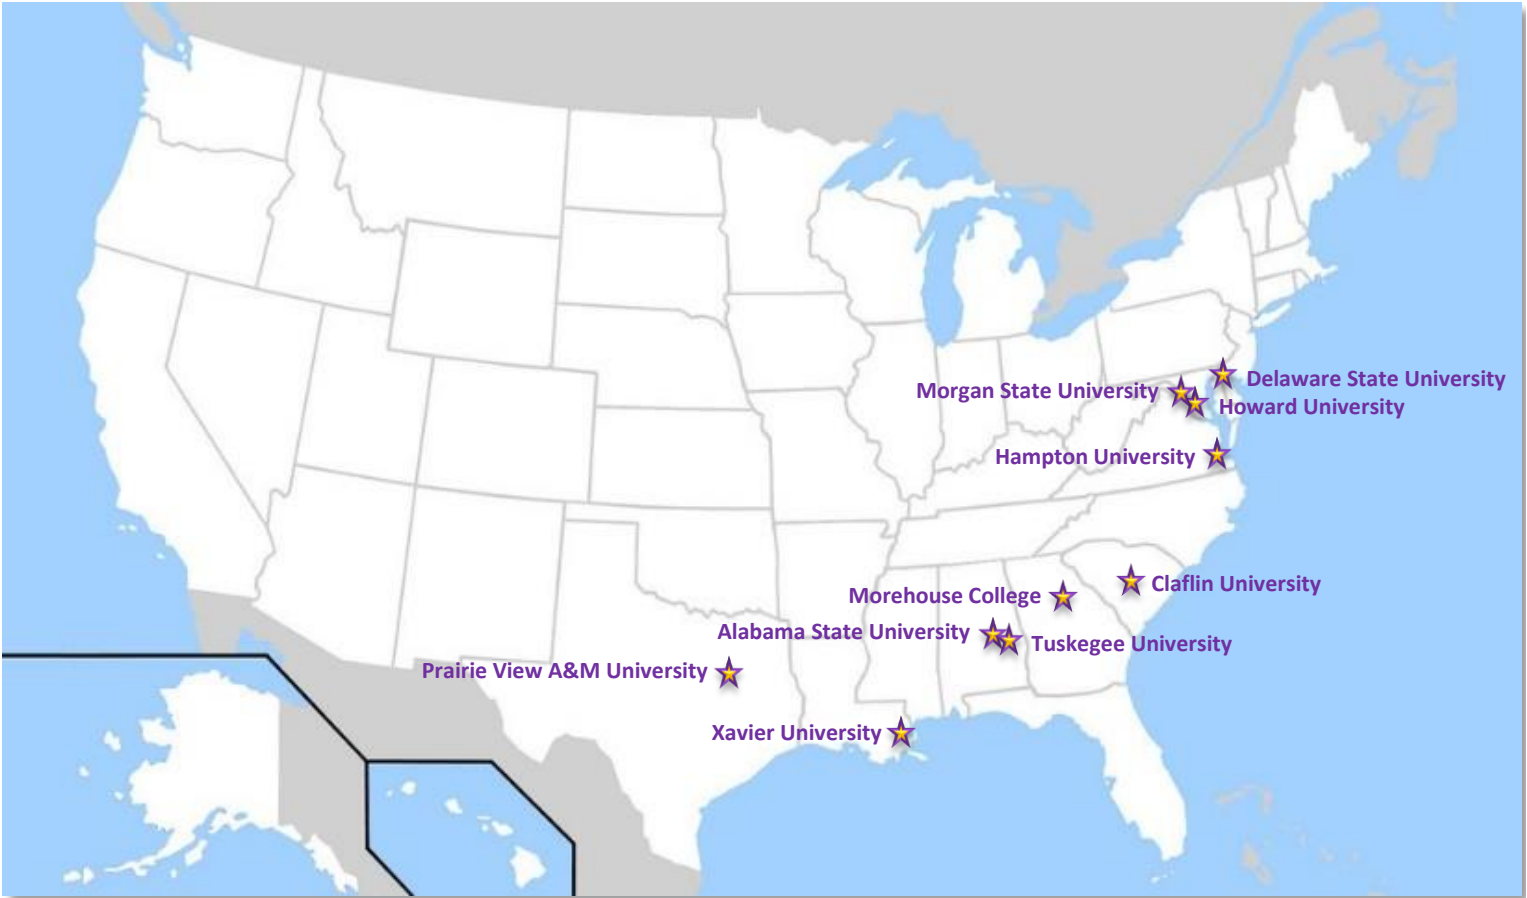 Delaware State University
Morgan State University
Howard University
Hampton University
Claflin University
Morehouse College
Alabama State University
Tuskegee University
Prairie View A&M University
Xavier University